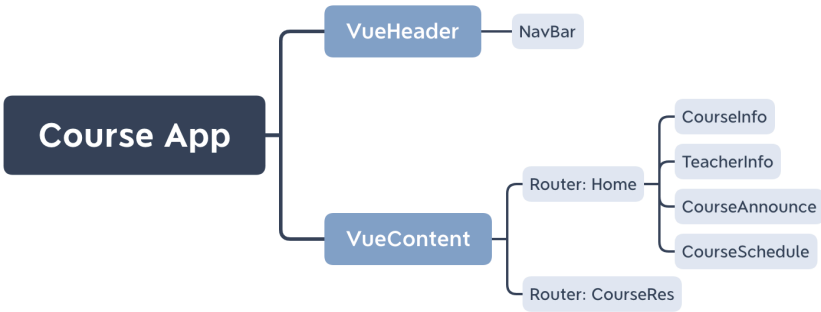 Course App
VueHeader
NavBar
VueContent
Router: Home
CourseInfo
TeacherInfo
CourseAnnounce
CourseSchedule
Router: CourseRes